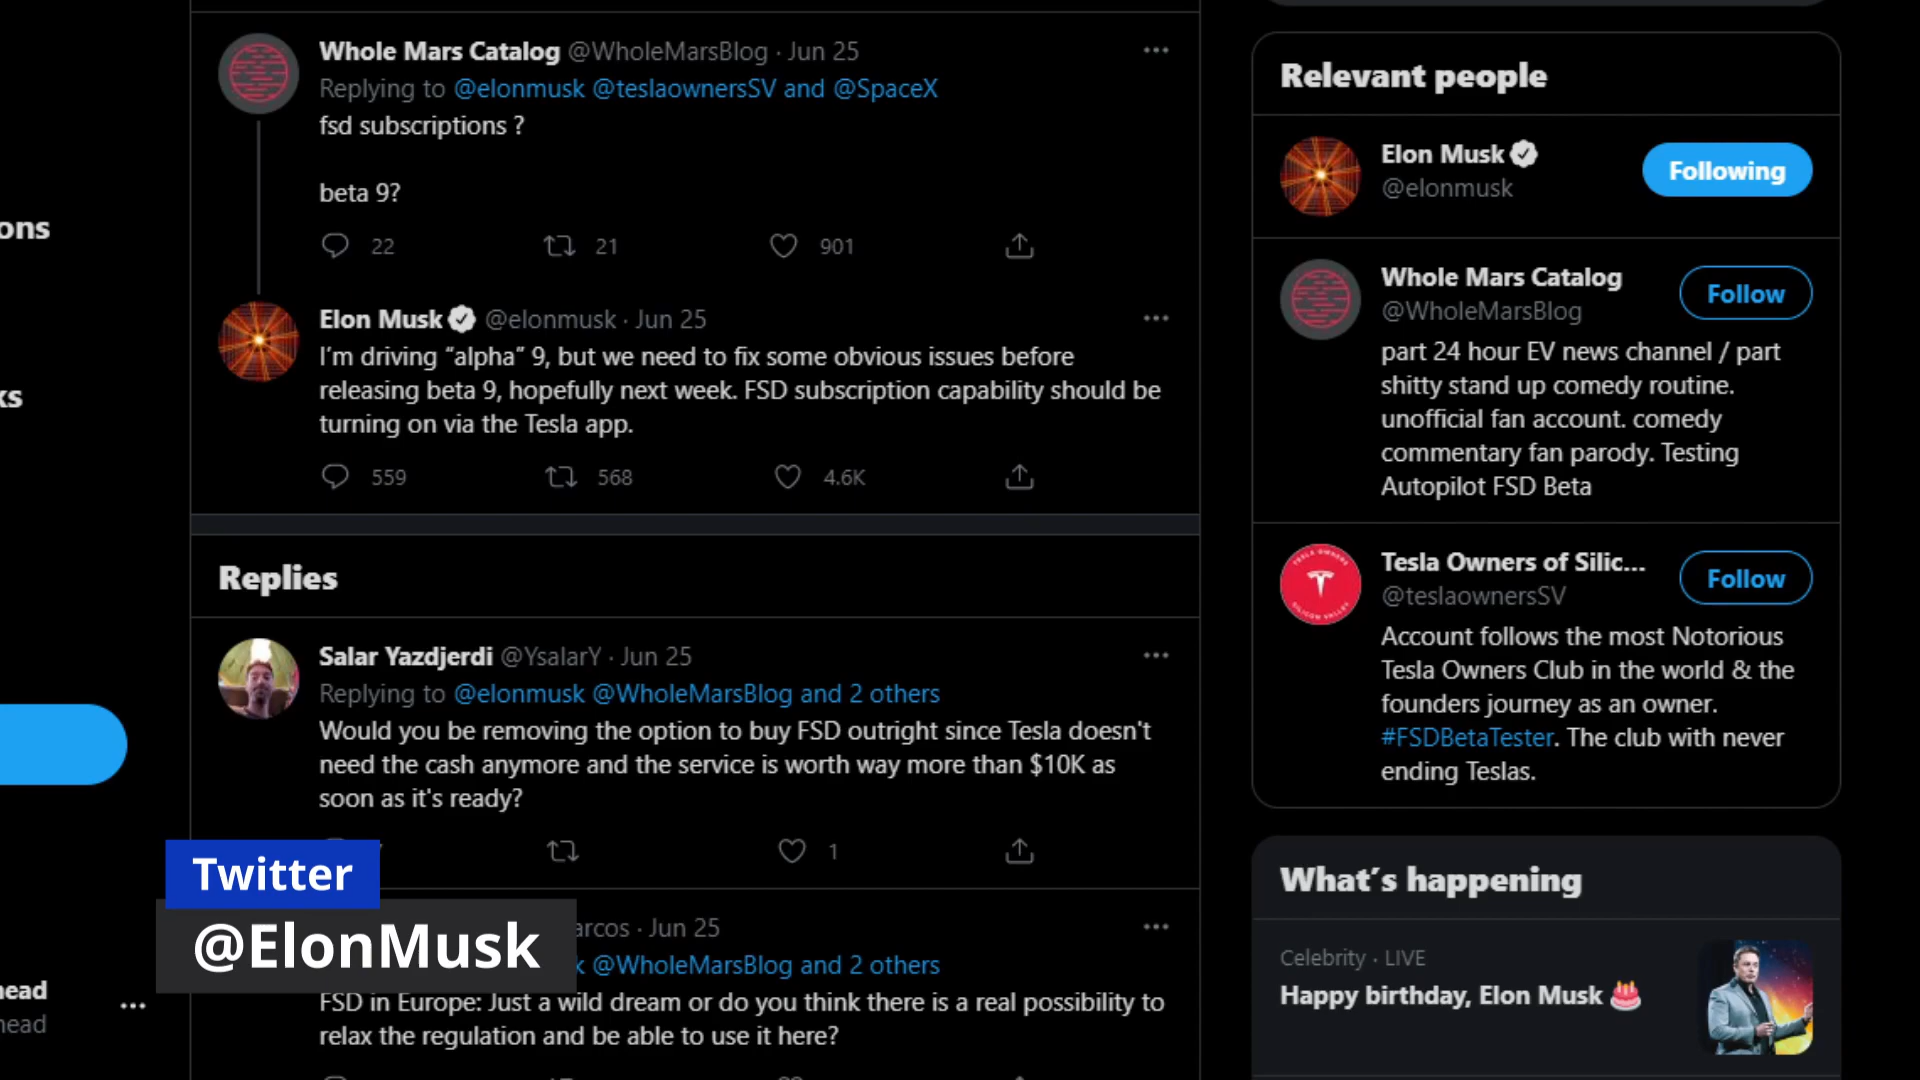 Whole Mars Catalog @WholeMarsBlog · Jun 25
Replying to @elonmusk @teslaownersSV and @SpaceX
fsd subscriptions ?
beta 9?
22 21 901
Elon Musk @elonmusk · Jun 25
I’m driving “alpha” 9, but we need to fix some obvious issues before
releasing beta 9, hopefully next week. FSD subscription capability should be
turning on via the Tesla app.
559 568 4.6K
Replies
Salar Yazdjerdi @YsalarY · Jun 25
Replying to @elonmusk @WholeMarsBlog and 2 others
Would you be removing the option to buy FSD outright since Tesla doesn't
need the cash anymore and the service is worth way more than $10K as
soon as it's ready?
1
arcos · Jun 25
k @WholeMarsBlog and 2 others
FSD in Europe: Just a wild dream or do you think there is a real possibility to
relax the regulation and be able to use it here?
Twitter
@ElonMusk
ons
ks
ead
ead
Relevant people
Elon Musk
@elonmusk
Following
Whole Mars Catalog
@WholeMarsBlog
Follow
part 24 hour EV news channel / part
shitty stand up comedy routine.
unofficial fan account. comedy
commentary fan parody. Testing
Autopilot FSD Beta
Tesla Owners of Silic...
@teslaownersSV
Follow
TESLA OWNERS
SILICON VALLEY
Account follows the most Notorious
Tesla Owners Club in the world & the
founders journey as an owner.
#FSDBetaTester. The club with never
ending Teslas.
What’s happening
Celebrity · LIVE
Happy birthday, Elon Musk 🎂